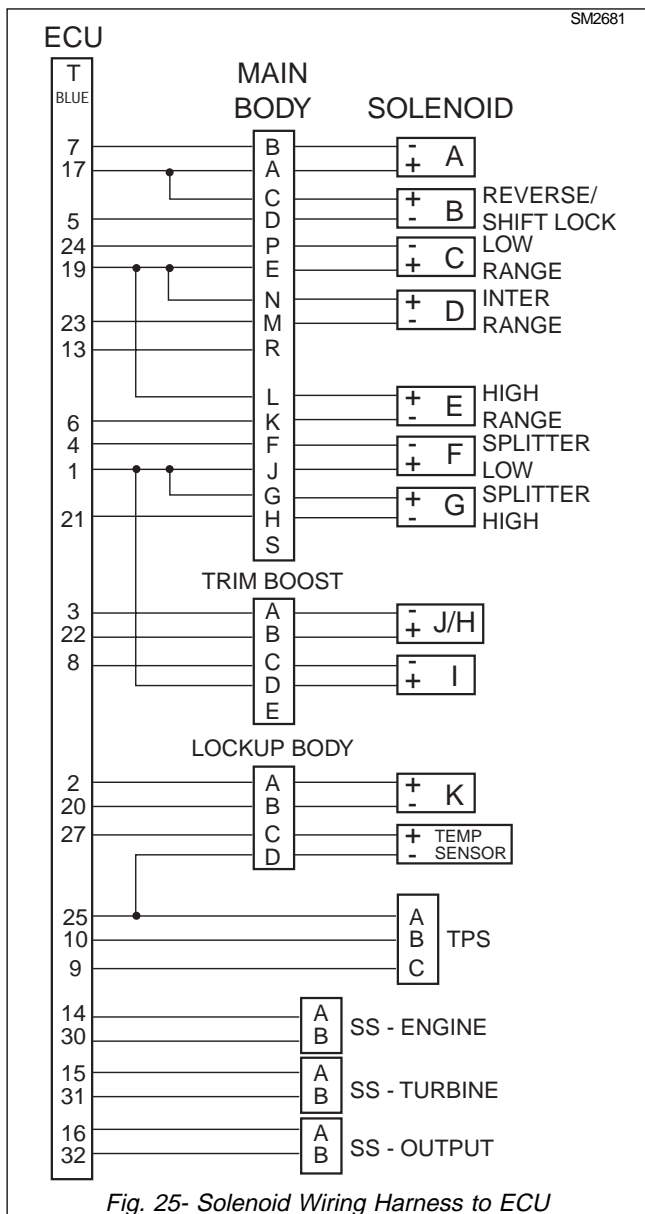 SM2681
ECU
T
BLUE
MAIN
BODY
SOLENOID
7 B - A
17 A +
C + B REVERSE/
5 D - SHIFT LOCK
24 P - C LOW
19 E + RANGE
N + D INTER
23 M - RANGE
13 R
L + E HIGH
6 K - RANGE
4 F - F SPLITTER
1 J + LOW
G + G SPLITTER
21 H - HIGH
S
TRIM BOOST
3 A - J/H
22 B +
8 C - I
D +
E
LOCKUP BODY
2 A + K
20 B -
27 C + TEMP
D - SENSOR
25 A
10 B TPS
9 C
14 A SS - ENGINE
30 B
15 A SS - TURBINE
31 B
16 A SS - OUTPUT
32 B
Fig. 25- Solenoid Wiring Harness to ECU